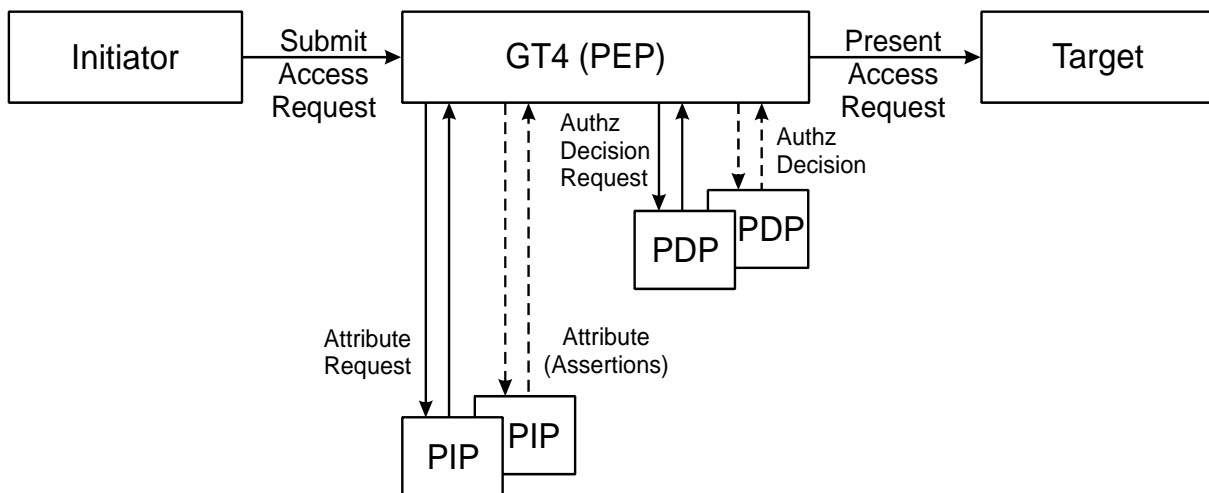 Initiator
Submit
Access
Request
GT4 (PEP)
Present
Access
Request
Target
Authz
Decision
Request
Authz
Decision
PDP
PDP
Attribute
Request
Attribute
(Assertions)
PIP
PIP